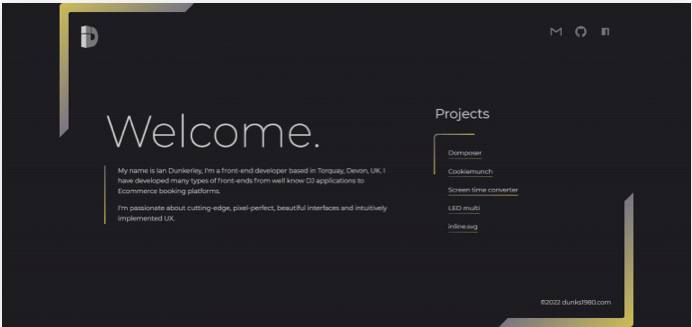 ID
Welcome.
My name is Ian Dunkerley, I'm a front-end developer based in Torquay, Devon, UK. I
have developed many types of front-ends from well know DJ applications to
Ecommerce booking platforms.
I'm passionate about cutting-edge, pixel-perfect, beautiful interfaces and intuitively
implemented UX.
Projects
Domposer
Cookiemunch
Screen time converter
LED multi
inline.svg
©2022 dunks1980.com